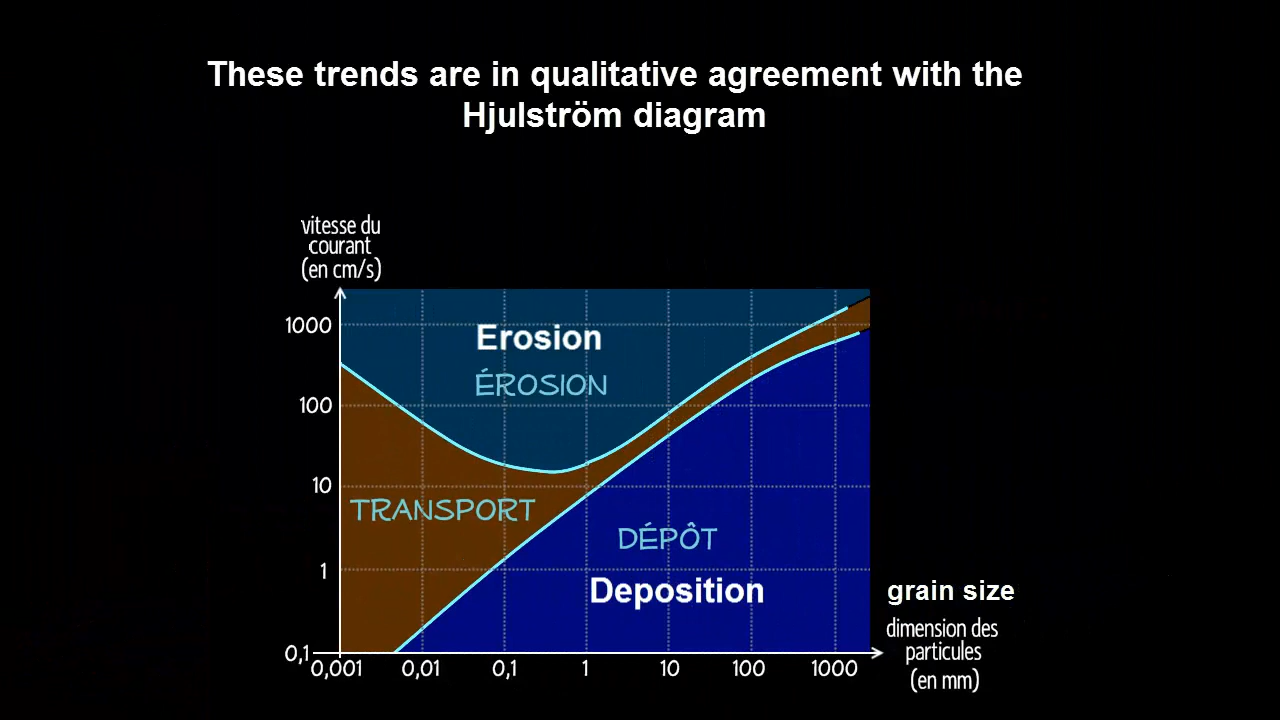 These trends are in qualitative agreement with the
Hjulström diagram
vitesse du
courant
(en cm/s)
1000
100
10
1
0,1
Erosion
ÉROSION
TRANSPORT
DÉPÔT
Deposition
0,001
0,01
0,1
1
10
100
1000
grain size
dimension des
particules
(en mm)